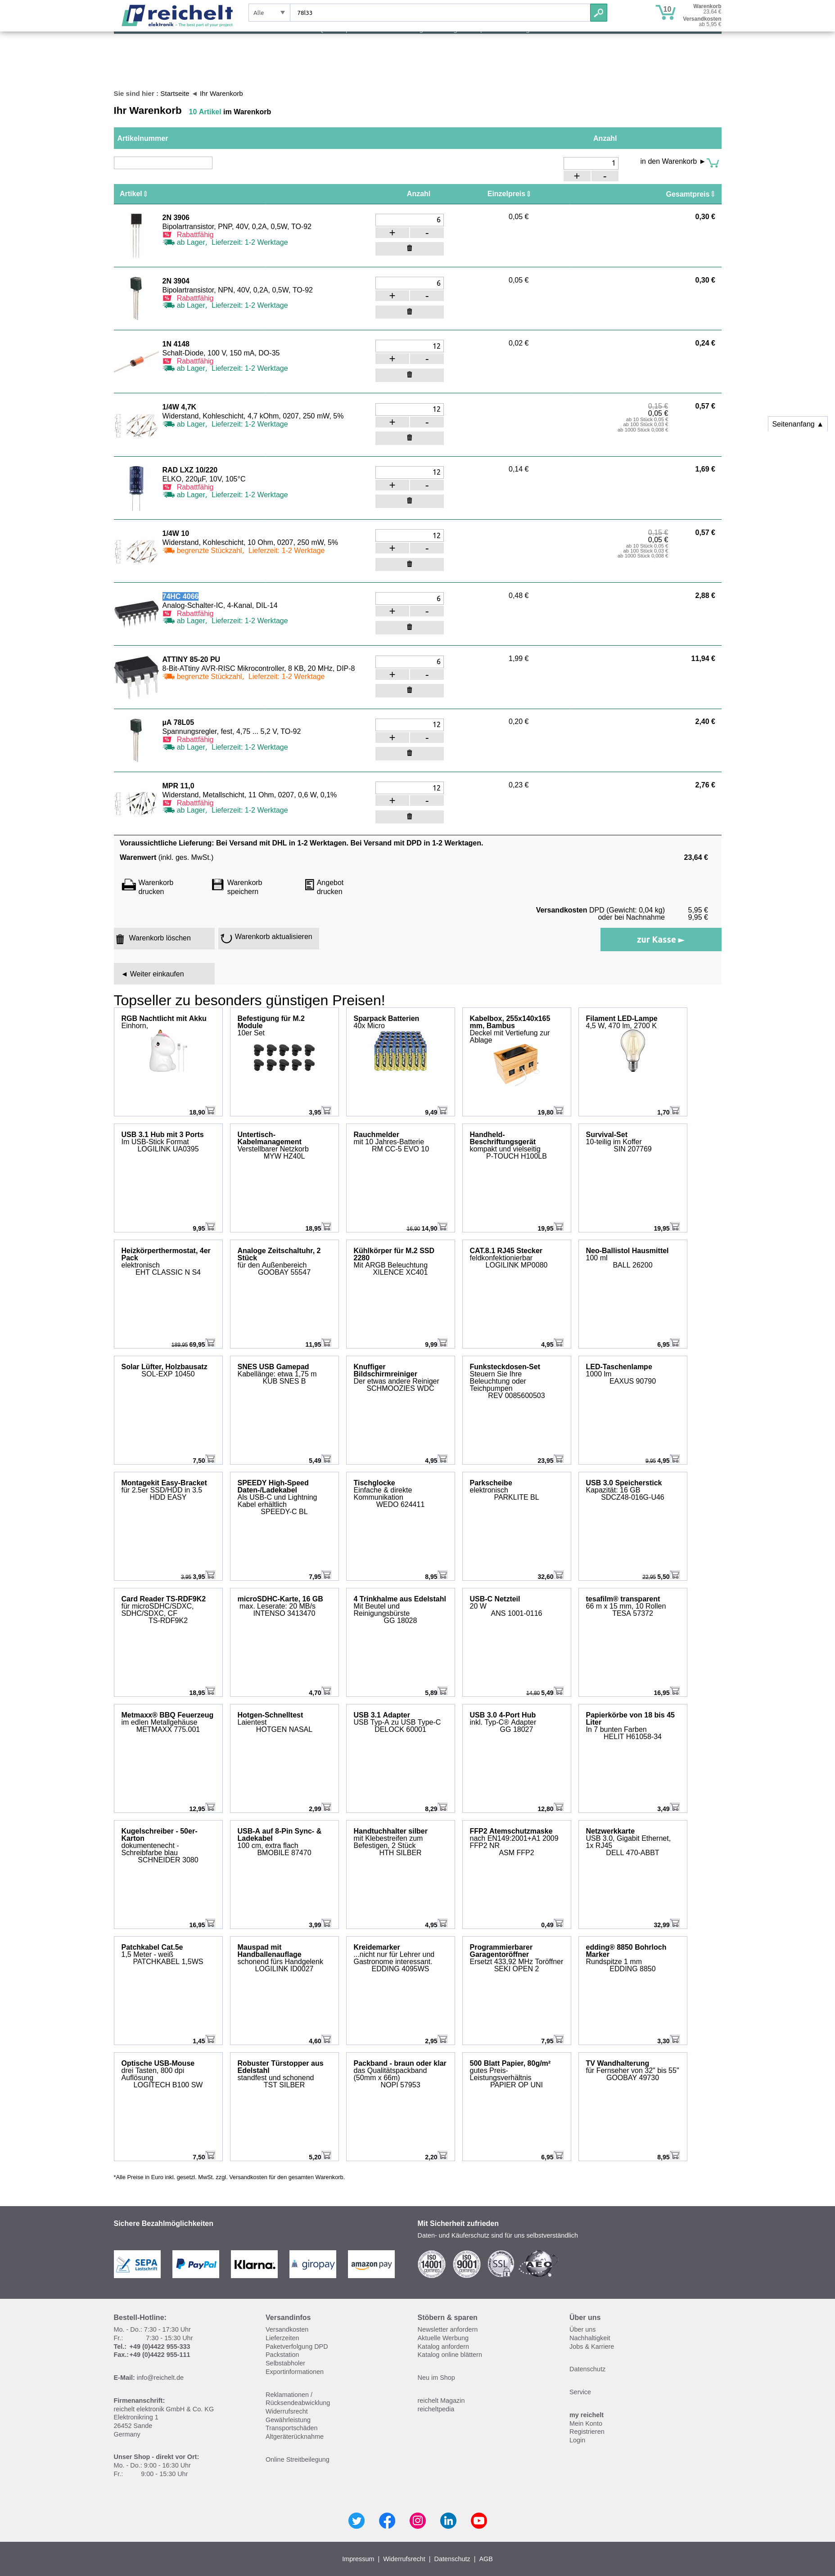 reichelt
elektronik – The best part of your project
Alle
78l33
10
Warenkorb
23,64 €
Versandkosten
ab 5,95 €
Sie sind hier : Startseite ◄ Ihr Warenkorb
Ihr Warenkorb 10 Artikel im Warenkorb
Artikelnummer Anzahl
1 in den Warenkorb ►
+ -
Artikel ⇕ Anzahl Einzelpreis ⇕ Gesamtpreis ⇕
2N 3906 6 0,05 € 0,30 €
Bipolartransistor, PNP, 40V, 0,2A, 0,5W, TO-92
Rabattfähig + -
ab Lager, Lieferzeit: 1-2 Werktage
2N 3904 6 0,05 € 0,30 €
Bipolartransistor, NPN, 40V, 0,2A, 0,5W, TO-92
Rabattfähig + -
ab Lager, Lieferzeit: 1-2 Werktage
1N 4148 12 0,02 € 0,24 €
Schalt-Diode, 100 V, 150 mA, DO-35
Rabattfähig + -
ab Lager, Lieferzeit: 1-2 Werktage
1/4W 4,7K 12 0,15 € 0,57 €
Widerstand, Kohleschicht, 4,7 kOhm, 0207, 250 mW, 5% 0,05 €
ab Lager, Lieferzeit: 1-2 Werktage + - ab 10 Stück 0,05 €
ab 100 Stück 0,03 €
ab 1000 Stück 0,008 €
Seitenanfang ▲
RAD LXZ 10/220 12 0,14 € 1,69 €
ELKO, 220µF, 10V, 105°C
Rabattfähig + -
ab Lager, Lieferzeit: 1-2 Werktage
1/4W 10 12 0,15 € 0,57 €
Widerstand, Kohleschicht, 10 Ohm, 0207, 250 mW, 5% 0,05 €
begrenzte Stückzahl, Lieferzeit: 1-2 Werktage + - ab 10 Stück 0,05 €
ab 100 Stück 0,03 €
ab 1000 Stück 0,008 €
74HC 4066 6 0,48 € 2,88 €
Analog-Schalter-IC, 4-Kanal, DIL-14
Rabattfähig + -
ab Lager, Lieferzeit: 1-2 Werktage
ATTINY 85-20 PU 6 1,99 € 11,94 €
8-Bit-ATtiny AVR-RISC Mikrocontroller, 8 KB, 20 MHz, DIP-8
begrenzte Stückzahl, Lieferzeit: 1-2 Werktage + -
µA 78L05 12 0,20 € 2,40 €
Spannungsregler, fest, 4,75 ... 5,2 V, TO-92
Rabattfähig + -
ab Lager, Lieferzeit: 1-2 Werktage
MPR 11,0 12 0,23 € 2,76 €
Widerstand, Metallschicht, 11 Ohm, 0207, 0,6 W, 0,1%
Rabattfähig + -
ab Lager, Lieferzeit: 1-2 Werktage
Voraussichtliche Lieferung: Bei Versand mit DHL in 1-2 Werktagen. Bei Versand mit DPD in 1-2 Werktagen.
Warenwert (inkl. ges. MwSt.) 23,64 €
Warenkorb drucken
Warenkorb speichern
Angebot drucken
Versandkosten DPD (Gewicht: 0,04 kg) 5,95 €
oder bei Nachnahme 9,95 €
Warenkorb löschen Warenkorb aktualisieren zur Kasse ►
◄ Weiter einkaufen
Topseller zu besonders günstigen Preisen!
RGB Nachtlicht mit Akku
Einhorn,
18,90
Befestigung für M.2 Module
10er Set
3,95
Sparpack Batterien
40x Micro
9,49
Kabelbox, 255x140x165 mm, Bambus
Deckel mit Vertiefung zur Ablage
19,80
Filament LED-Lampe
4,5 W, 470 lm, 2700 K
1,70
USB 3.1 Hub mit 3 Ports
Im USB-Stick Format
LOGILINK UA0395
9,95
Untertisch-Kabelmanagement
Verstellbarer Netzkorb
MYW HZ40L
18,95
Rauchmelder
mit 10 Jahres-Batterie
RM CC-5 EVO 10
16,90 14,90
Handheld-Beschriftungsgerät
kompakt und vielseitig
P-TOUCH H100LB
19,95
Survival-Set
10-teilig im Koffer
SIN 207769
19,95
Heizkörperthermostat, 4er Pack
elektronisch
EHT CLASSIC N S4
189,95 69,95
Analoge Zeitschaltuhr, 2 Stück
für den Außenbereich
GOOBAY 55547
11,95
Kühlkörper für M.2 SSD 2280
Mit ARGB Beleuchtung
XILENCE XC401
9,99
CAT.8.1 RJ45 Stecker
feldkonfektionierbar
LOGILINK MP0080
4,95
Neo-Ballistol Hausmittel
100 ml
BALL 26200
6,95
Solar Lüfter, Holzbausatz
SOL-EXP 10450
7,50
SNES USB Gamepad
Kabellänge: etwa 1,75 m
KUB SNES B
5,49
Knuffiger Bildschirmreiniger
Der etwas andere Reiniger
SCHMOOZIES WDC
4,95
Funksteckdosen-Set
Steuern Sie Ihre Beleuchtung oder Teichpumpen
REV 0085600503
23,95
LED-Taschenlampe
1000 lm
EAXUS 90790
9,95 4,95
Montagekit Easy-Bracket
für 2.5er SSD/HDD in 3.5
HDD EASY
3,95 3,95
SPEEDY High-Speed Daten-/Ladekabel
Als USB-C und Lightning Kabel erhältlich
SPEEDY-C BL
7,95
Tischglocke
Einfache & direkte Kommunikation
WEDO 624411
8,95
Parkscheibe
elektronisch
PARKLITE BL
32,60
USB 3.0 Speicherstick
Kapazität: 16 GB
SDCZ48-016G-U46
22,95 5,50
Card Reader TS-RDF9K2
für microSDHC/SDXC, SDHC/SDXC, CF
TS-RDF9K2
18,95
microSDHC-Karte, 16 GB
max. Leserate: 20 MB/s
INTENSO 3413470
4,70
4 Trinkhalme aus Edelstahl
Mit Beutel und Reinigungsbürste
GG 18028
5,89
USB-C Netzteil
20 W
ANS 1001-0116
14,80 5,49
tesafilm® transparent
66 m x 15 mm, 10 Rollen
TESA 57372
16,95
Metmaxx® BBQ Feuerzeug
im edlen Metallgehäuse
METMAXX 775.001
12,95
Hotgen-Schnelltest
Laientest
HOTGEN NASAL
2,99
USB 3.1 Adapter
USB Typ-A zu USB Type-C
DELOCK 60001
8,29
USB 3.0 4-Port Hub
inkl. Typ-C® Adapter
GG 18027
12,80
Papierkörbe von 18 bis 45 Liter
In 7 bunten Farben
HELIT H61058-34
3,49
Kugelschreiber - 50er-Karton
dokumentenecht - Schreibfarbe blau
SCHNEIDER 3080
16,95
USB-A auf 8-Pin Sync- & Ladekabel
100 cm, extra flach
BMOBILE 87470
3,99
Handtuchhalter silber
mit Klebestreifen zum Befestigen, 2 Stück
HTH SILBER
4,95
FFP2 Atemschutzmaske
nach EN149:2001+A1 2009 FFP2 NR
ASM FFP2
0,49
Netzwerkkarte
USB 3.0, Gigabit Ethernet, 1x RJ45
DELL 470-ABBT
32,99
Patchkabel Cat.5e
1,5 Meter - weiß
PATCHKABEL 1,5WS
1,45
Mauspad mit Handballenauflage
schonend fürs Handgelenk
LOGILINK ID0027
4,60
Kreidemarker
...nicht nur für Lehrer und Gastronome interessant.
EDDING 4095WS
2,95
Programmierbarer Garagentoröffner
Ersetzt 433,92 MHz Toröffner
SEKI OPEN 2
7,95
edding® 8850 Bohrloch Marker
Rundspitze 1 mm
EDDING 8850
3,30
Optische USB-Mouse
drei Tasten, 800 dpi Auflösung
LOGITECH B100 SW
7,50
Robuster Türstopper aus Edelstahl
standfest und schonend
TST SILBER
5,20
Packband - braun oder klar
das Qualitätspackband (50mm x 66m)
NOPI 57953
2,20
500 Blatt Papier, 80g/m²
gutes Preis-Leistungsverhältnis
PAPIER OP UNI
6,95
TV Wandhalterung
für Fernseher von 32" bis 55"
GOOBAY 49730
8,95
*Alle Preise in Euro inkl. gesetzl. MwSt. zzgl. Versandkosten für den gesamten Warenkorb.
Sichere Bezahlmöglichkeiten
SEPA Lastschrift
PayPal
Klarna.
giropay
amazon pay
Mit Sicherheit zufrieden
Daten- und Käuferschutz sind für uns selbstverständlich
ISO 14001 ISO 9001 SSL AEO
Bestell-Hotline:
Mo. - Do.: 7:30 - 17:30 Uhr
Fr.: 7:30 - 15:30 Uhr
Tel.: +49 (0)4422 955-333
Fax.: +49 (0)4422 955-111
E-Mail: info@reichelt.de
Firmenanschrift:
reichelt elektronik GmbH & Co. KG
Elektronikring 1
26452 Sande
Germany
Unser Shop - direkt vor Ort:
Mo. - Do.: 9:00 - 16:30 Uhr
Fr.: 9:00 - 15:30 Uhr
Versandinfos
Versandkosten
Lieferzeiten
Paketverfolgung DPD
Packstation
Selbstabholer
Exportinformationen
Reklamationen /
Rücksendeabwicklung
Widerrufsrecht
Gewährleistung
Transportschäden
Altgeräterücknahme
Online Streitbeilegung
Stöbern & sparen
Newsletter anfordern
Aktuelle Werbung
Katalog anfordern
Katalog online blättern
Neu im Shop
reichelt Magazin
reicheltpedia
Über uns
Über uns
Nachhaltigkeit
Jobs & Karriere
Datenschutz
Service
my reichelt
Mein Konto
Registrieren
Login
Impressum | Widerrufsrecht | Datenschutz | AGB